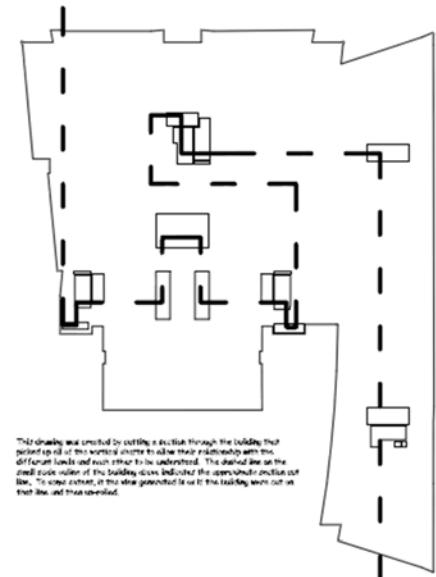 This drawing was created by cutting a section through the building that
picked up all of the vertical shafts to allow their relationship with the
different levels and each other to be understood. The dashed line on the
small scale outline of the building above indicates the approximate section cut
line. To some extent, it the view generated is as if the building were cut on
that line and then un-rolled.